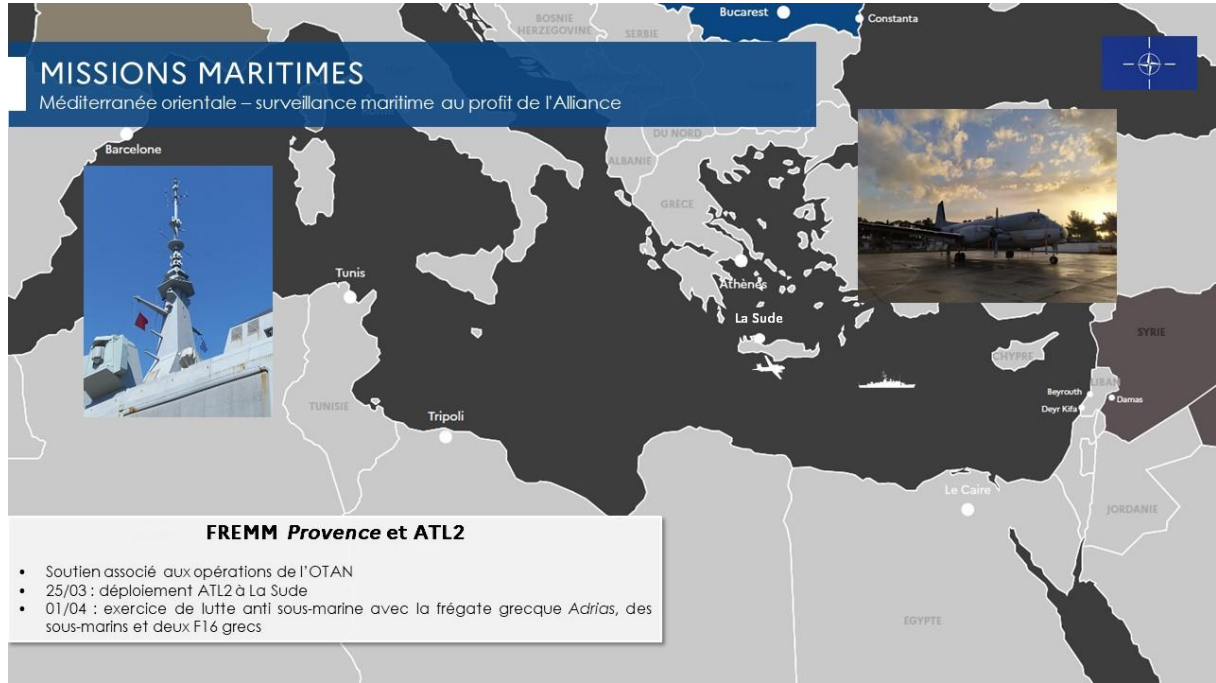 Bucarest
Constanta
BOSNIE
HERZEGOVINE
SERBIE
MISSIONS MARITIMES
Méditerranée orientale – surveillance maritime au profit de l'Alliance
DU NORD
Barcelone
ALBANIE
GRÈCE
Tunis
Athènes
La Sude
SYRIE
CHYPRE
LIBAN
Beyrouth
Damas
Deyr Kifa
TUNISIE
Tripoli
Le Caire
JORDANIE
FREMM Provence et ATL2
• Soutien associé aux opérations de l'OTAN
• 25/03 : déploiement ATL2 à La Sude
• 01/04 : exercice de lutte anti sous-marine avec la frégate grecque Adrias, des
sous-marins et deux F16 grecs
EGYPTE